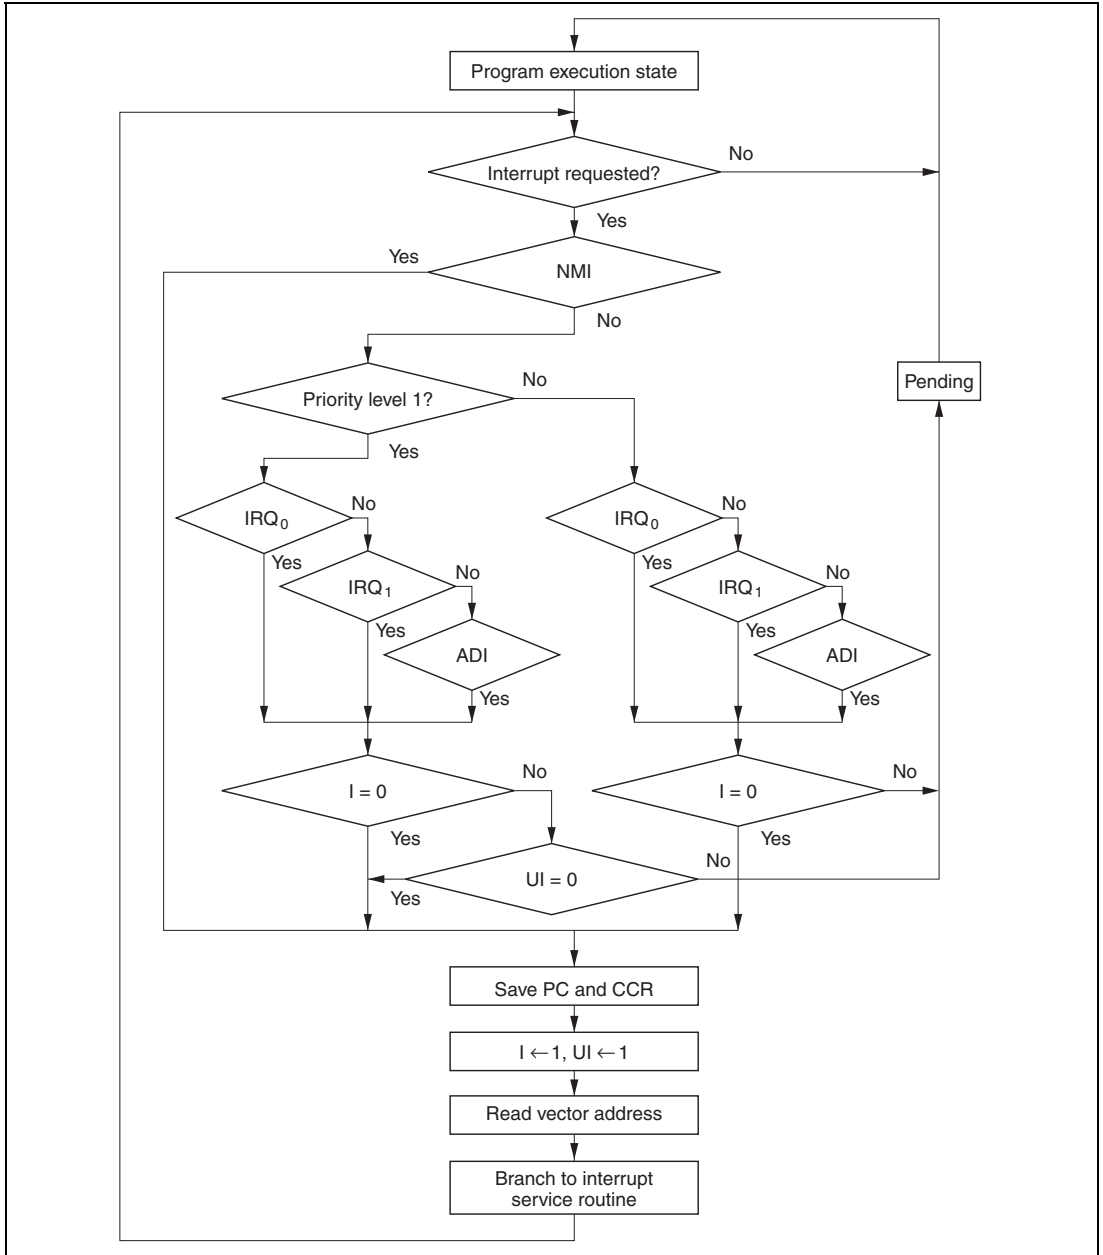 Program execution state
Interrupt requested?
No
Yes
NMI
Yes
No
Pending
Priority level 1?
No
Yes
IRQ0
No
Yes
IRQ1
No
Yes
ADI
Yes
IRQ0
No
Yes
IRQ1
No
Yes
ADI
Yes
I = 0
No
Yes
I = 0
No
Yes
UI = 0
No
Yes
Save PC and CCR
I ←1, UI ←1
Read vector address
Branch to interrupt
service routine